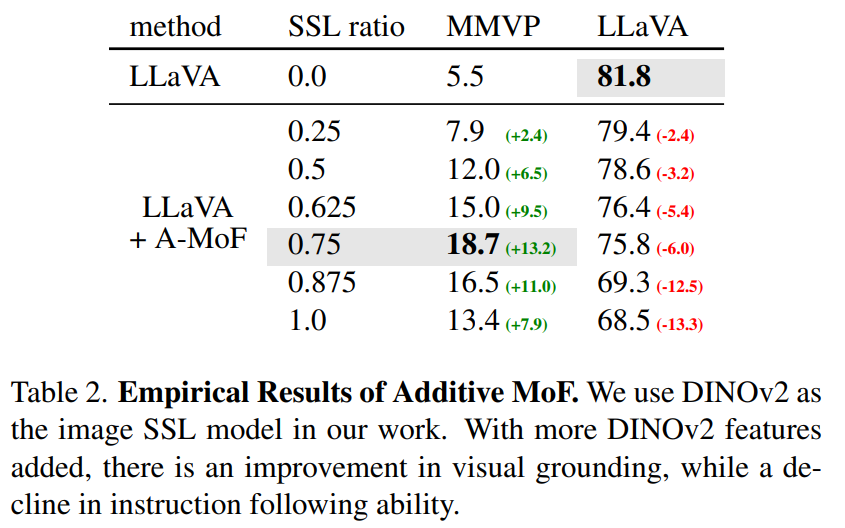 method SSL ratio MMVP LLaVA
LLaVA 0.0 5.5 81.8
0.25 7.9 (+2.4) 79.4 (-2.4)
0.5 12.0 (+6.5) 78.6 (-3.2)
LLaVA 0.625 15.0 (+9.5) 76.4 (-5.4)
+ A-MoF 0.75 18.7 (+13.2) 75.8 (-6.0)
0.875 16.5 (+11.0) 69.3 (-12.5)
1.0 13.4 (+7.9) 68.5 (-13.3)
Table 2. Empirical Results of Additive MoF. We use DINOv2 as
the image SSL model in our work. With more DINOv2 features
added, there is an improvement in visual grounding, while a de-
cline in instruction following ability.